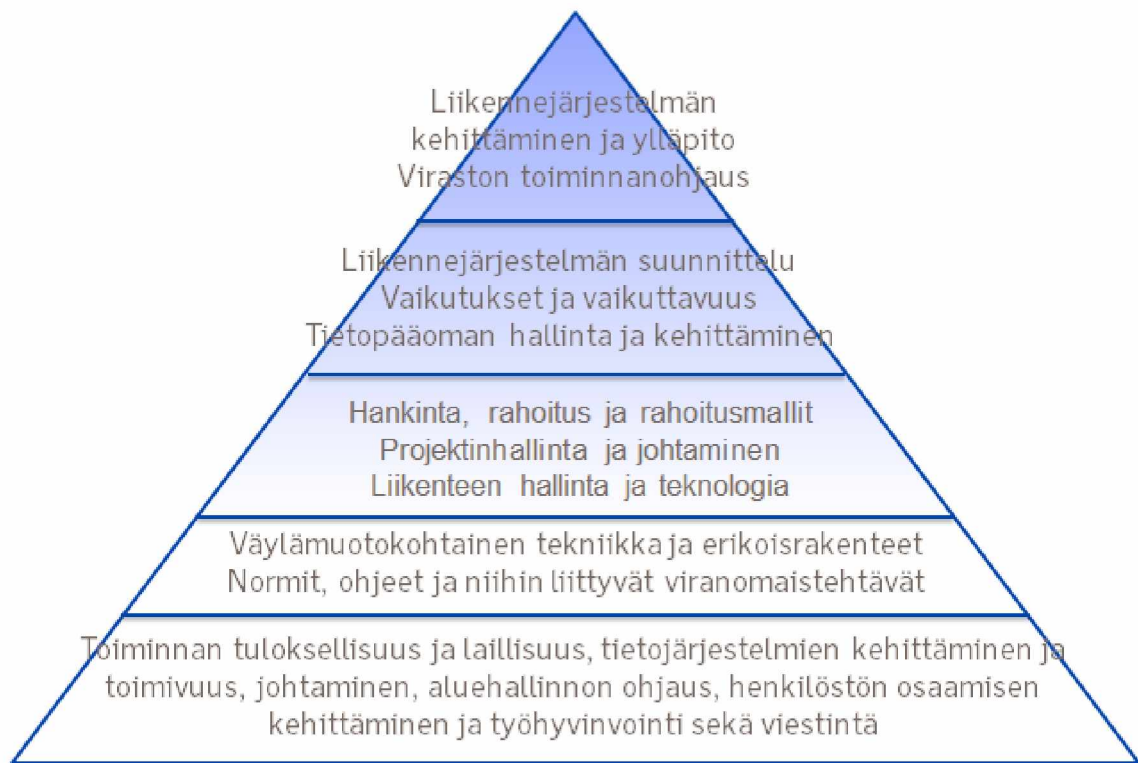 Liikennejärjestelmän
kehittäminen ja ylläpito
Viraston toiminnanohjaus
Liikennejärjestelmän suunnittelu
Vaikutukset ja vaikuttavuus
Tietopääoman hallinta ja kehittäminen
Hankinta, rahoitus ja rahoitusmallit
Projektinhallinta ja johtaminen
Liikenteen hallinta ja teknologia
Väylämuotokohtainen tekniikka ja erikoisrakenteet
Normit, ohjeet ja niihin liittyvät viranomaistehtävät
Toiminnan tuloksellisuus ja laillisuus, tietojärjestelmien kehittäminen ja
toimivuus, johtaminen, aluehallinnon ohjaus, henkilöstön osaamisen
kehittäminen ja työhyvinvointi sekä viestintä